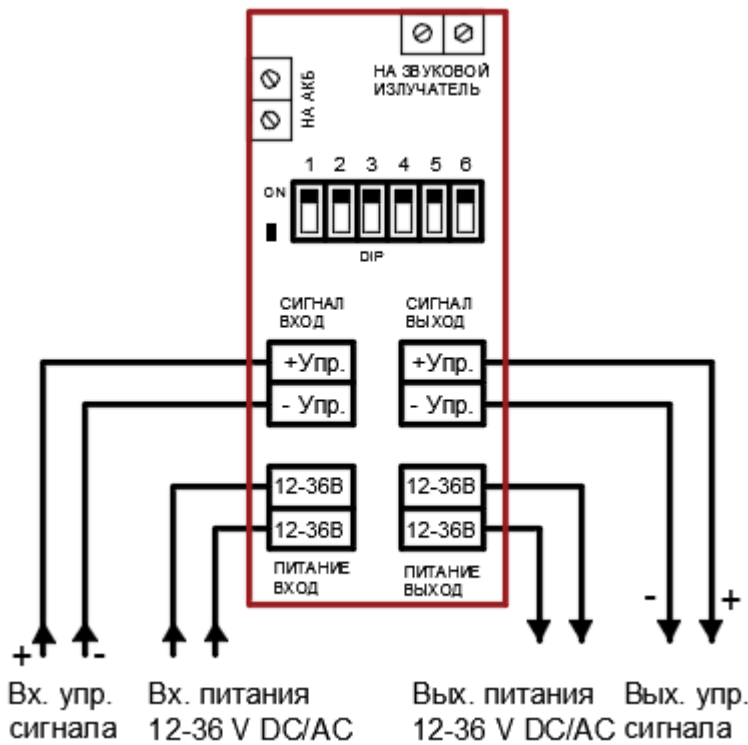 НА ЗВУКОВОЙ
ИЗЛУЧАТЕЛЬ
НА АКБ
1 2 3 4 5 6
ON
DIP
СИГНАЛ
ВХОД
СИГНАЛ
ВЫХОД
+Упр.
- Упр.
+Упр.
- Упр.
12-36В
12-36В
12-36В
12-36В
ПИТАНИЕ
ВХОД
ПИТАНИЕ
ВЫХОД
+ -
- +
Вх. упр.
сигнала
Вх. питания
12-36 V DC/AC
Вых. питания
12-36 V DC/AC
Вых. упр.
сигнала